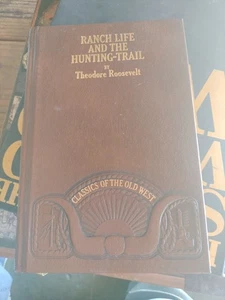 RANCH LIFE
AND THE
HUNTING-TRAIL
BY
Theodore Roosevelt
CLASSICS OF THE OLD WEST